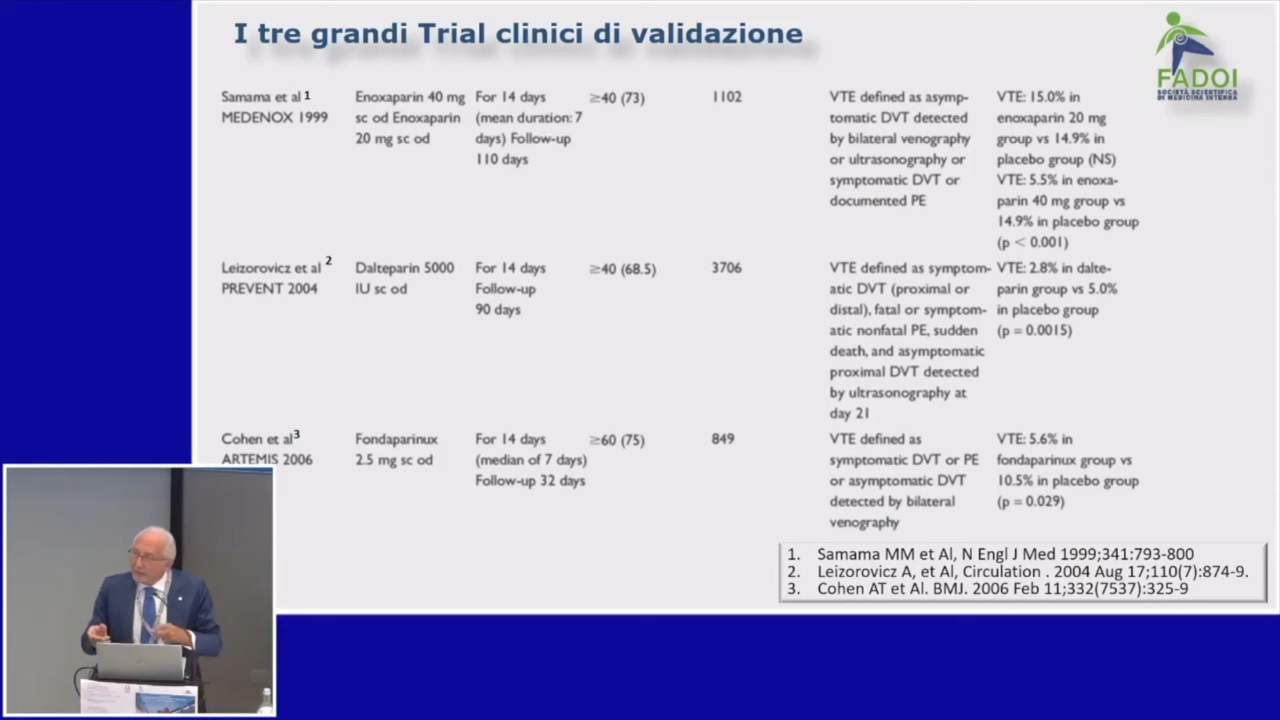 I tre grandi Trial clinici di validazione
FADOI
SOCIETÀ SCIENTIFICA
DI MEDICINA INTERNA
Samama et al 1
MEDENOX 1999
Enoxaparin 40 mg
sc od Enoxaparin
20 mg sc od
For 14 days
(mean duration: 7
days) Follow-up
110 days
≥40 (73)
1102
VTE defined as asymp-
tomatic DVT detected
by bilateral venography
or ultrasonography or
symptomatic DVT or
documented PE
VTE: 15.0% in
enoxaparin 20 mg
group vs 14.9% in
placebo group (NS)
VTE: 5.5% in enoxa-
parin 40 mg group vs
14.9% in placebo group
(p < 0.001)
Leizorovicz et al 2
PREVENT 2004
Dalteparin 5000
IU sc od
For 14 days
Follow-up
90 days
≥40 (68.5)
3706
VTE defined as symptom-
atic DVT (proximal or
distal), fatal or symptom-
atic nonfatal PE, sudden
death, and asymptomatic
proximal DVT detected
by ultrasonography at
day 21
VTE: 2.8% in dalte-
parin group vs 5.0%
in placebo group
(p = 0.0015)
Cohen et al3
ARTEMIS 2006
Fondaparinux
2.5 mg sc od
For 14 days
(median of 7 days)
Follow-up 32 days
≥60 (75)
849
VTE defined as
symptomatic DVT or PE
or asymptomatic DVT
detected by bilateral
venography
VTE: 5.6% in
fondaparinux group vs
10.5% in placebo group
(p = 0.029)
1. Samama MM et Al, N Engl J Med 1999;341:793-800
2. Leizorovicz A, et Al, Circulation . 2004 Aug 17;110(7):874-9.
3. Cohen AT et Al. BMJ. 2006 Feb 11;332(7537):325-9